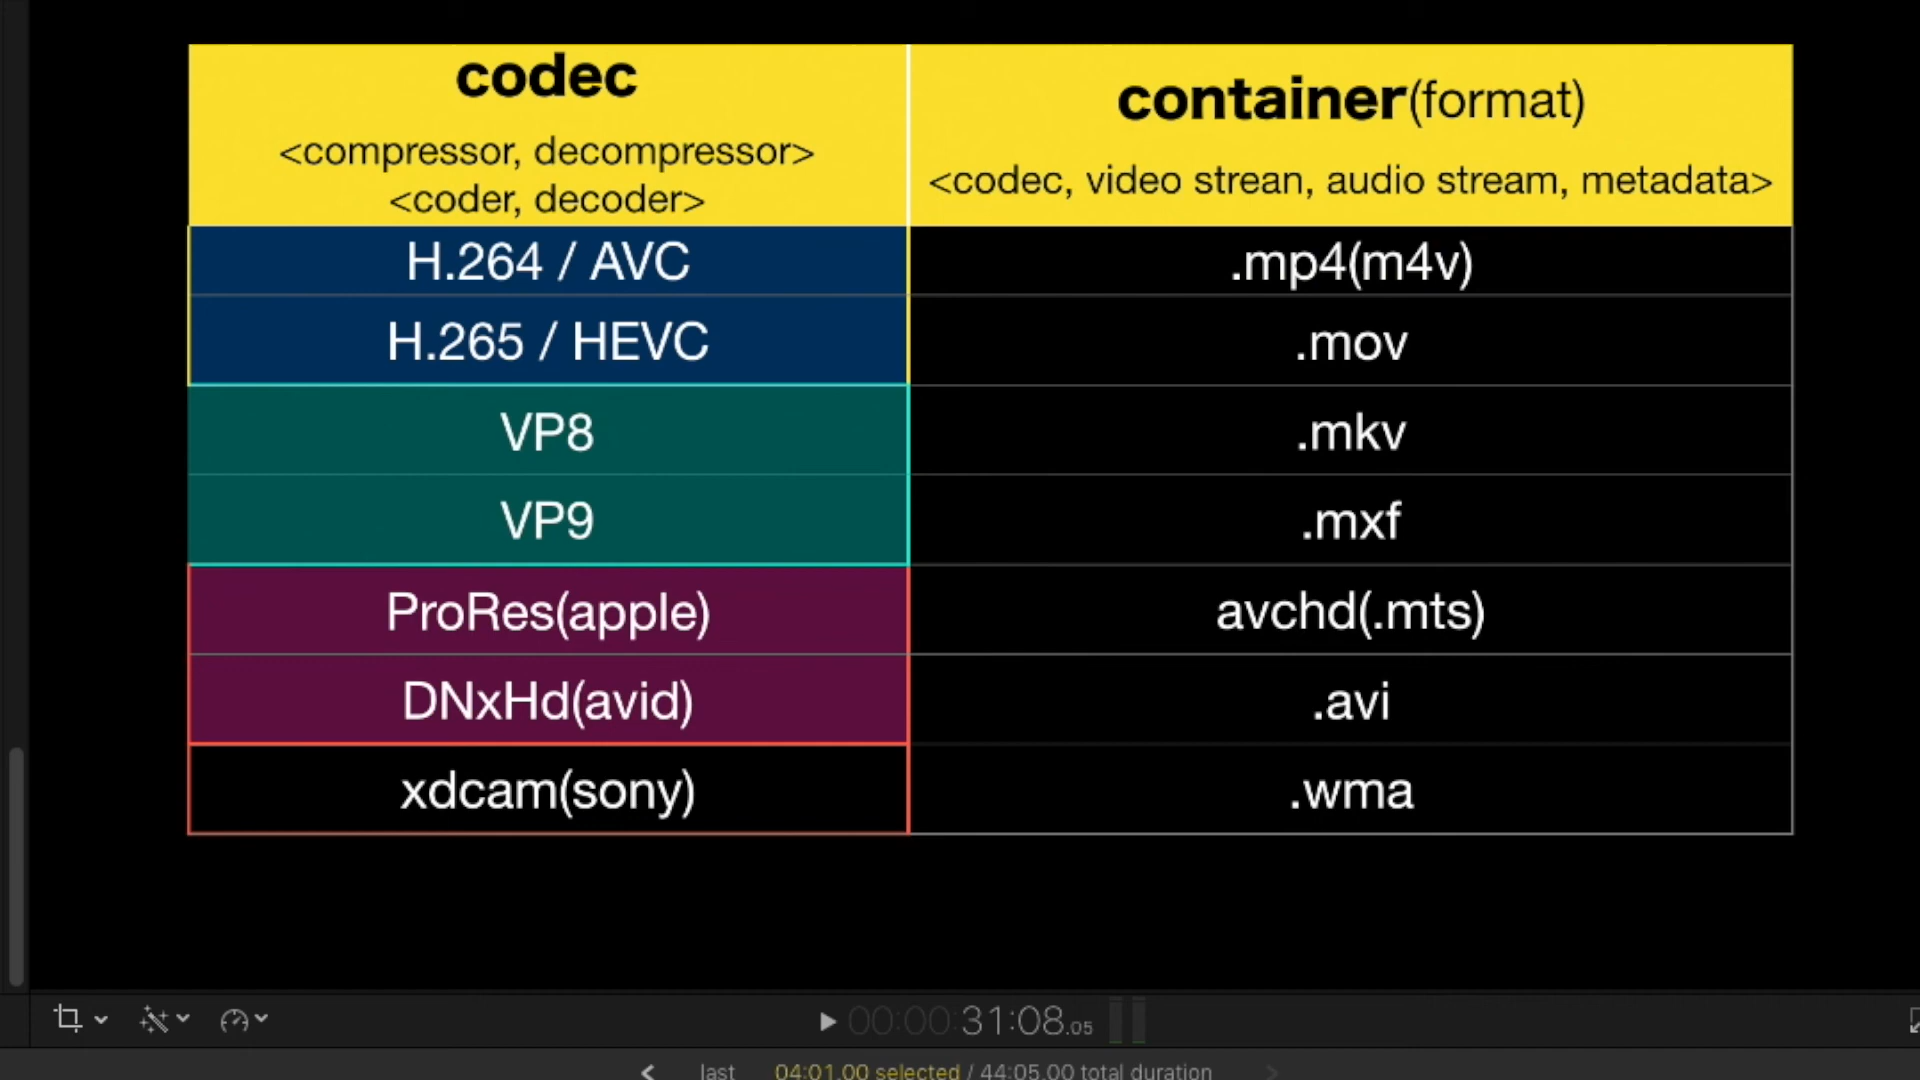 codec
<compressor, decompressor>
<coder, decoder>
container(format)
<codec, video strean, audio stream, metadata>
H.264 / AVC
.mp4(m4v)
H.265 / HEVC
.mov
VP8
.mkv
VP9
.mxf
ProRes(apple)
avchd(.mts)
DNxHd(avid)
.avi
xdcam(sony)
.wma
00:00:31:08.05
last
04:01.00 selected / 44:05.00 total duration